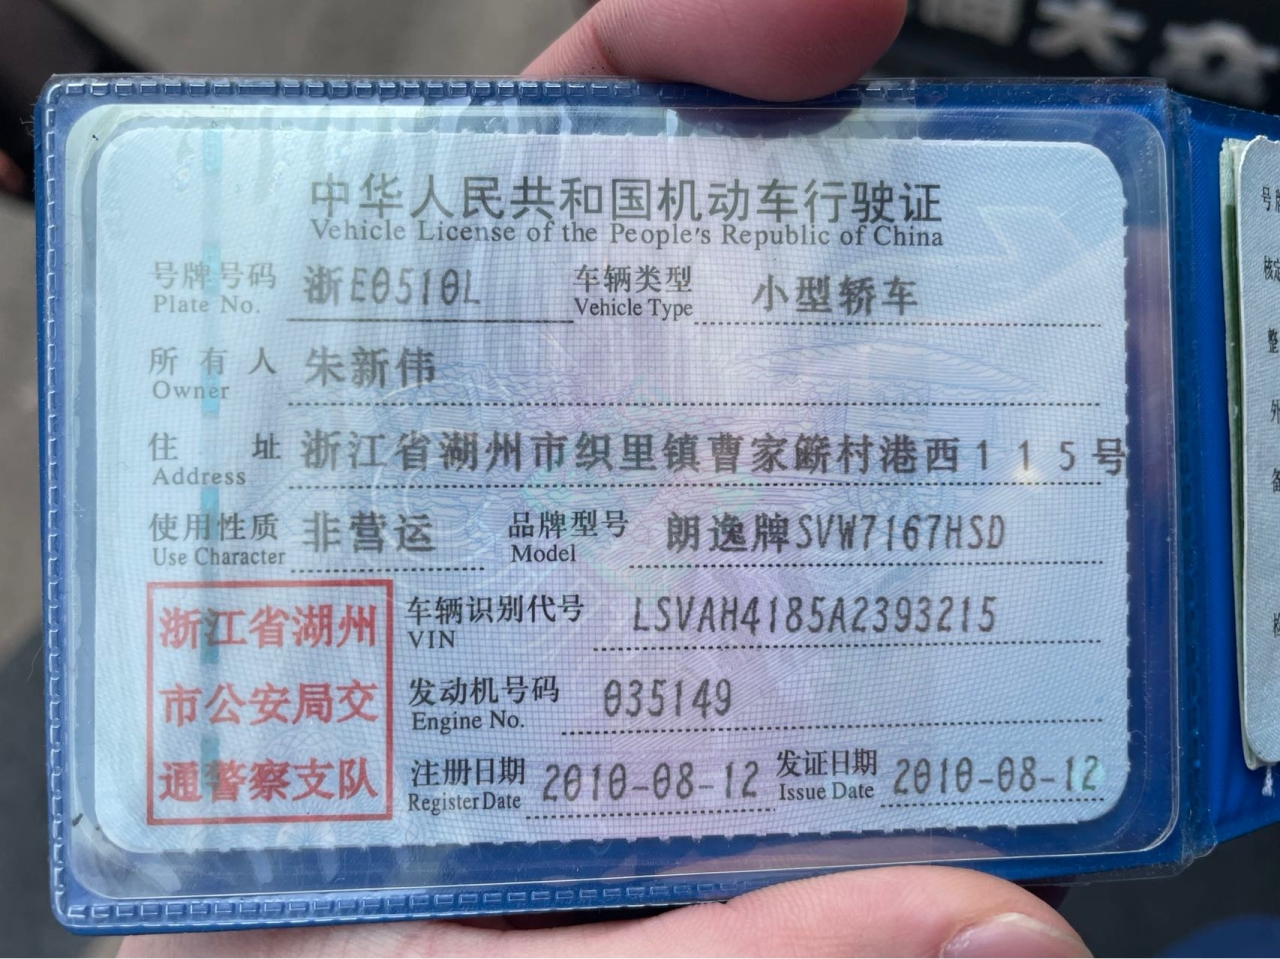 中华人民共和国机动车行驶证
Vehicle License of the People's Republic of China
号牌号码 浙E0510L 车辆类型 小型轿车
Plate No. Vehicle Type
所有人 朱新伟
Owner
住址 浙江省湖州市织里镇曹家簖村港西115号
Address
使用性质 非营运 品牌型号 朗逸牌SVW7167HSD
Use Character Model
浙江省湖州
市公安局交
通警察支队
车辆识别代号 LSVAH4185A2393215
VIN
发动机号码 035149
Engine No.
注册日期 2010-08-12 发证日期 2010-08-12
Register Date Issue Date